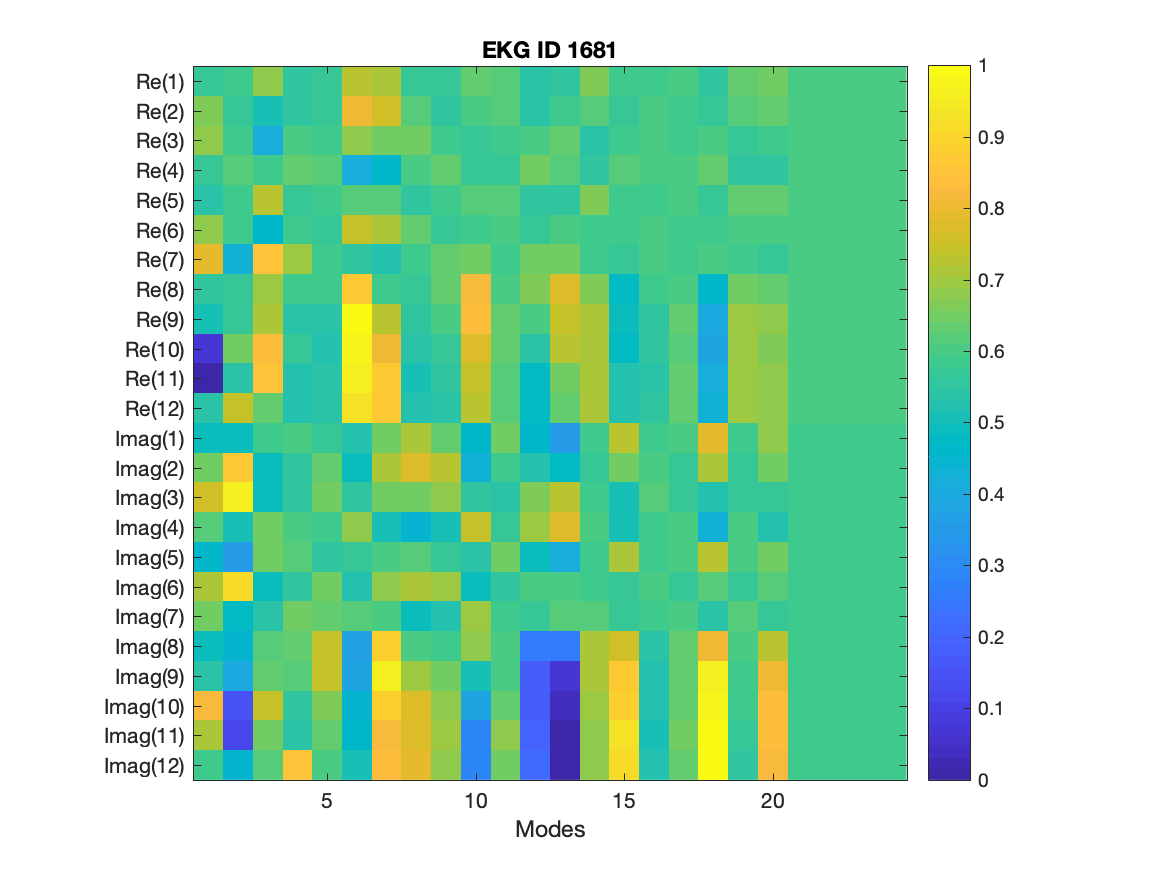 EKG ID 1681
Re(1)
Re(2)
Re(3)
Re(4)
Re(5)
Re(6)
Re(7)
Re(8)
Re(9)
Re(10)
Re(11)
Re(12)
Imag(1)
Imag(2)
Imag(3)
Imag(4)
Imag(5)
Imag(6)
Imag(7)
Imag(8)
Imag(9)
Imag(10)
Imag(11)
Imag(12)
5 10 15 20
Modes
1
0.9
0.8
0.7
0.6
0.5
0.4
0.3
0.2
0.1
0